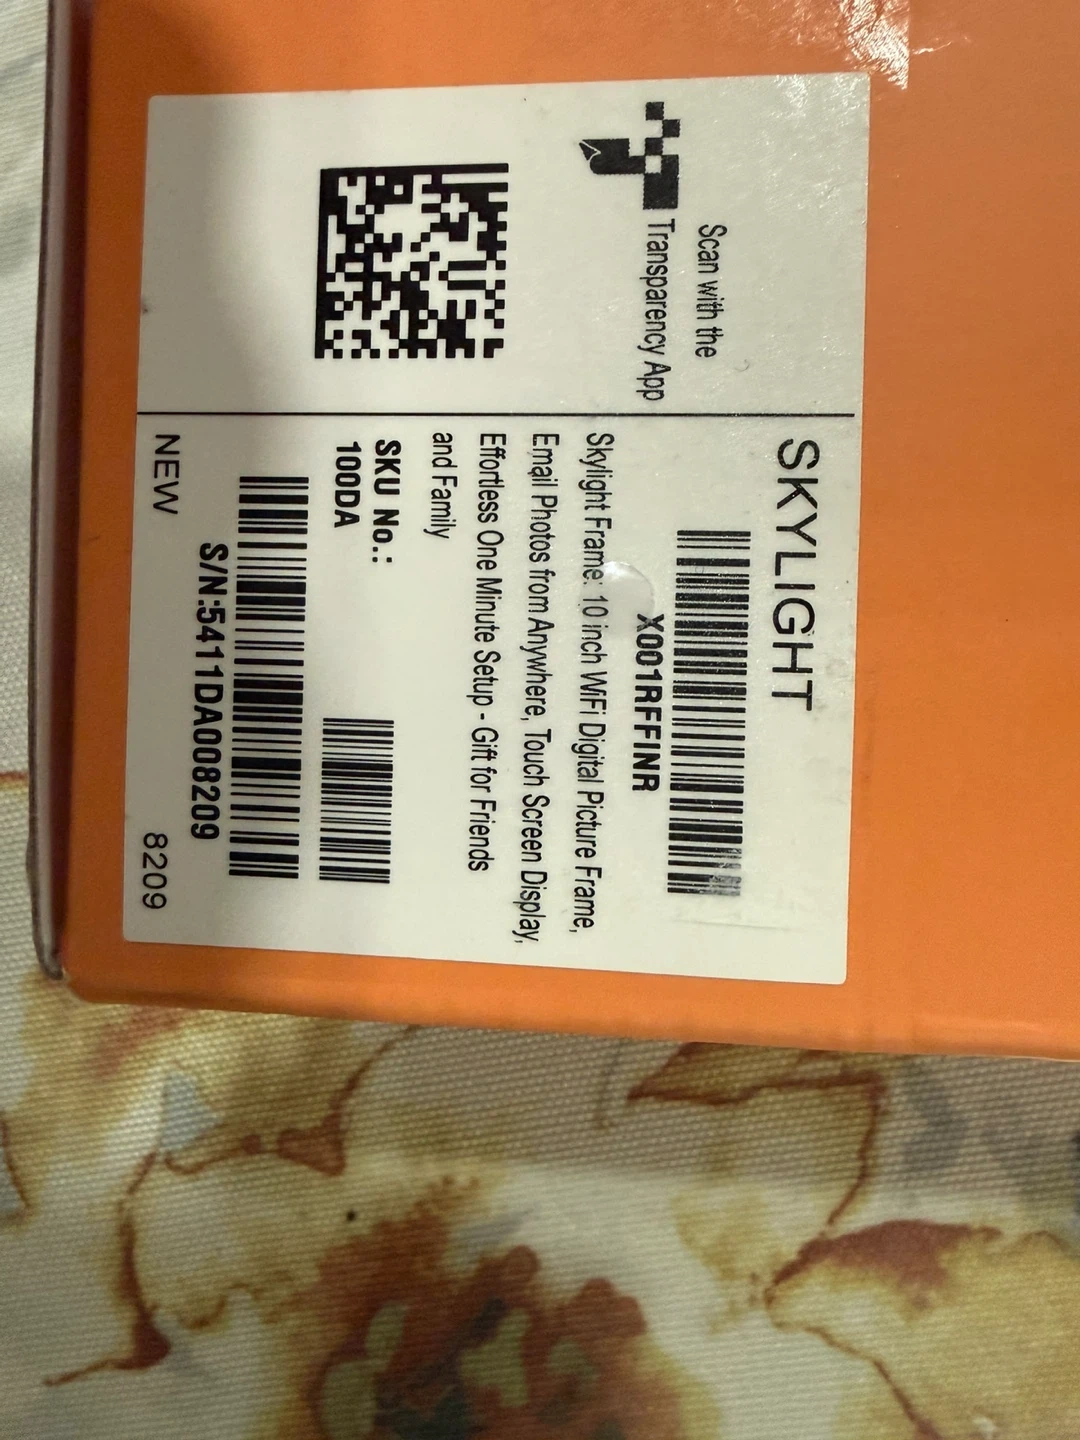 Scan with the
Transparency App
SKYLIGHT
X001RFFINR
Skylight Frame: 10 inch WiFi Digital Picture Frame,
Email Photos from Anywhere, Touch Screen Display,
Effortless One Minute Setup - Gift for Friends
and Family
SKU No.:
100DA
S/N:5411DA008209
NEW 8209